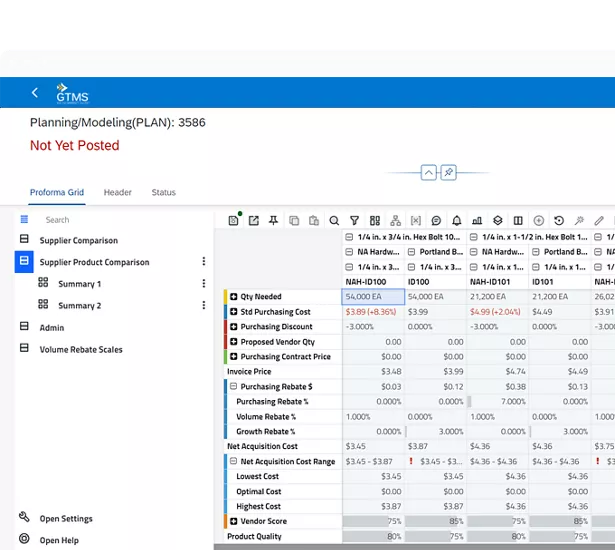 GTMS
Planning/Modeling(PLAN): 3586
Not Yet Posted
Proforma Grid Header Status
Search
Supplier Comparison
Supplier Product Comparison
Summary 1
Summary 2
Admin
Volume Rebate Scales
Open Settings
Open Help
1/4 in. x 3/4 in. Hex Bolt 10... 1/4 in. x 1-1/2 in. Hex Bolt 1... 1/
NA Hardw... Portland B... NA Hardw... Portland B... NA
1/4 in. x 3... 1/4 in. x 3... 1/4 in. x 1... 1/4 in. x 1... 1/
NAH-ID100 ID100 NAH-ID101 ID101 NAH-I
Qty Needed 54,000 EA 54,000 EA 21,200 EA 21,200 EA 26,02
Std Purchasing Cost $3.89 (+8.36%) $3.99 $4.99 (+2.04%) $4.49 $3.91
Purchasing Discount -3.000% 0.000% -3.000% 0.000% -3.00
Proposed Vendor Qty 0.00 0.00 0.00 0.00
Purchasing Contract Price $0.00 $0.00 $0.00 $0.00
Invoice Price $3.48 $3.99 $4.74 $4.49
Purchasing Rebate $ $0.03 $0.12 $0.38 $0.13
Purchasing Rebate % 0.000% 0.000% 7.000% 0.000%
Volume Rebate % 1.000% 0.000% 1.000% 0.000% 1.000
Growth Rebate % 0.000% 3.000% 0.000% 3.000%
Net Acquisition Cost $3.45 $3.87 $4.36 $4.36 $3.75
Net Acquisition Cost Range $3.45 - $3.87 ! $3.45 - $3... $4.36 - $4.36 $4.36 - $4.36 ! $3
Lowest Cost $3.45 $3.45 $4.36 $4.36
Optimal Cost $0.00 $0.00 $0.00 $0.00
Highest Cost $3.87 $3.87 $4.36 $4.36
Vendor Score 75% 85% 75% 85%
Product Quality 80% 75% 80% 75%